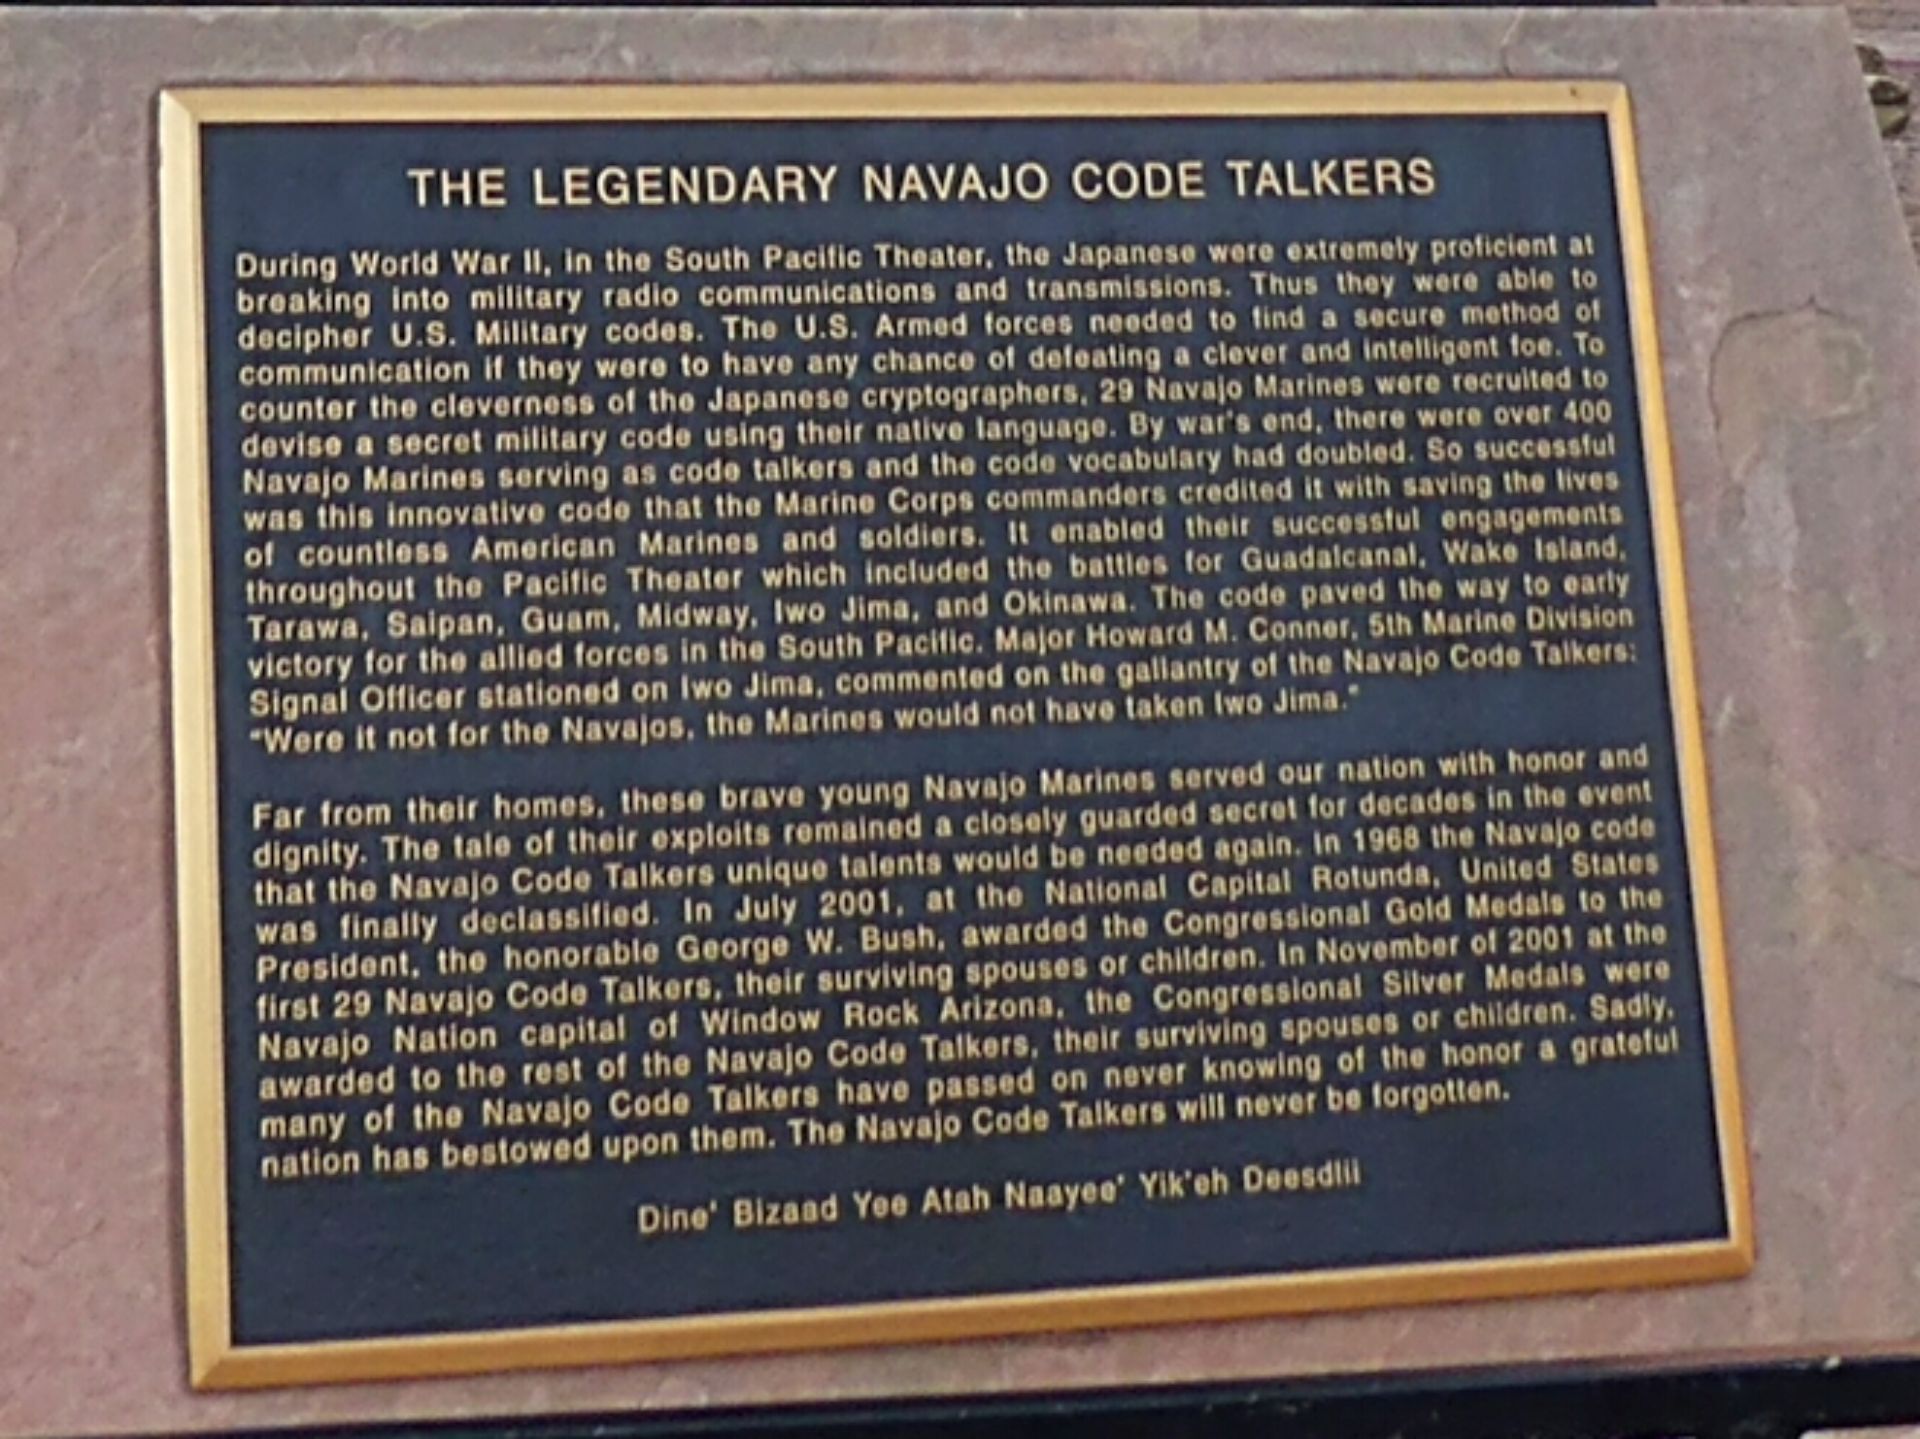 THE LEGENDARY NAVAJO CODE TALKERS
During World War II, in the South Pacific Theater, the Japanese were extremely proficient at
breaking into military radio communications and transmissions. Thus they were able to
decipher U.S. Military codes. The U.S. Armed forces needed to find a secure method of
communication if they were to have any chance of defeating a clever and intelligent foe. To
counter the cleverness of the Japanese cryptographers, 29 Navajo Marines were recruited to
devise a secret military code using their native language. By war's end, there were over 400
Navajo Marines serving as code talkers and the code vocabulary had doubled. So successful
was this innovative code that the Marine Corps commanders credited it with saving the lives
of countless American Marines and soldiers. It enabled their successful engagements
throughout the Pacific Theater which included the battles for Guadalcanal, Wake Island,
Tarawa, Saipan, Guam, Midway, Iwo Jima, and Okinawa. The code paved the way to early
victory for the allied forces in the South Pacific. Major Howard M. Conner, 5th Marine Division
Signal Officer stationed on Iwo Jima, commented on the gallantry of the Navajo Code Talkers:
"Were it not for the Navajos, the Marines would not have taken Iwo Jima."
Far from their homes, these brave young Navajo Marines served our nation with honor and
dignity. The tale of their exploits remained a closely guarded secret for decades in the event
that the Navajo Code Talkers unique talents would be needed again. In 1968 the Navajo code
was finally declassified. In July 2001, at the National Capital Rotunda, United States
President, the honorable George W. Bush, awarded the Congressional Gold Medals to the
first 29 Navajo Code Talkers, their surviving spouses or children. In November of 2001 at the
Navajo Nation capital of Window Rock Arizona, the Congressional Silver Medals were
awarded to the rest of the Navajo Code Talkers, their surviving spouses or children. Sadly,
many of the Navajo Code Talkers have passed on never knowing of the honor a grateful
nation has bestowed upon them. The Navajo Code Talkers will never be forgotten.
Dine' Bizaad Yee Atah Naayee' Yik'eh Deesdlii